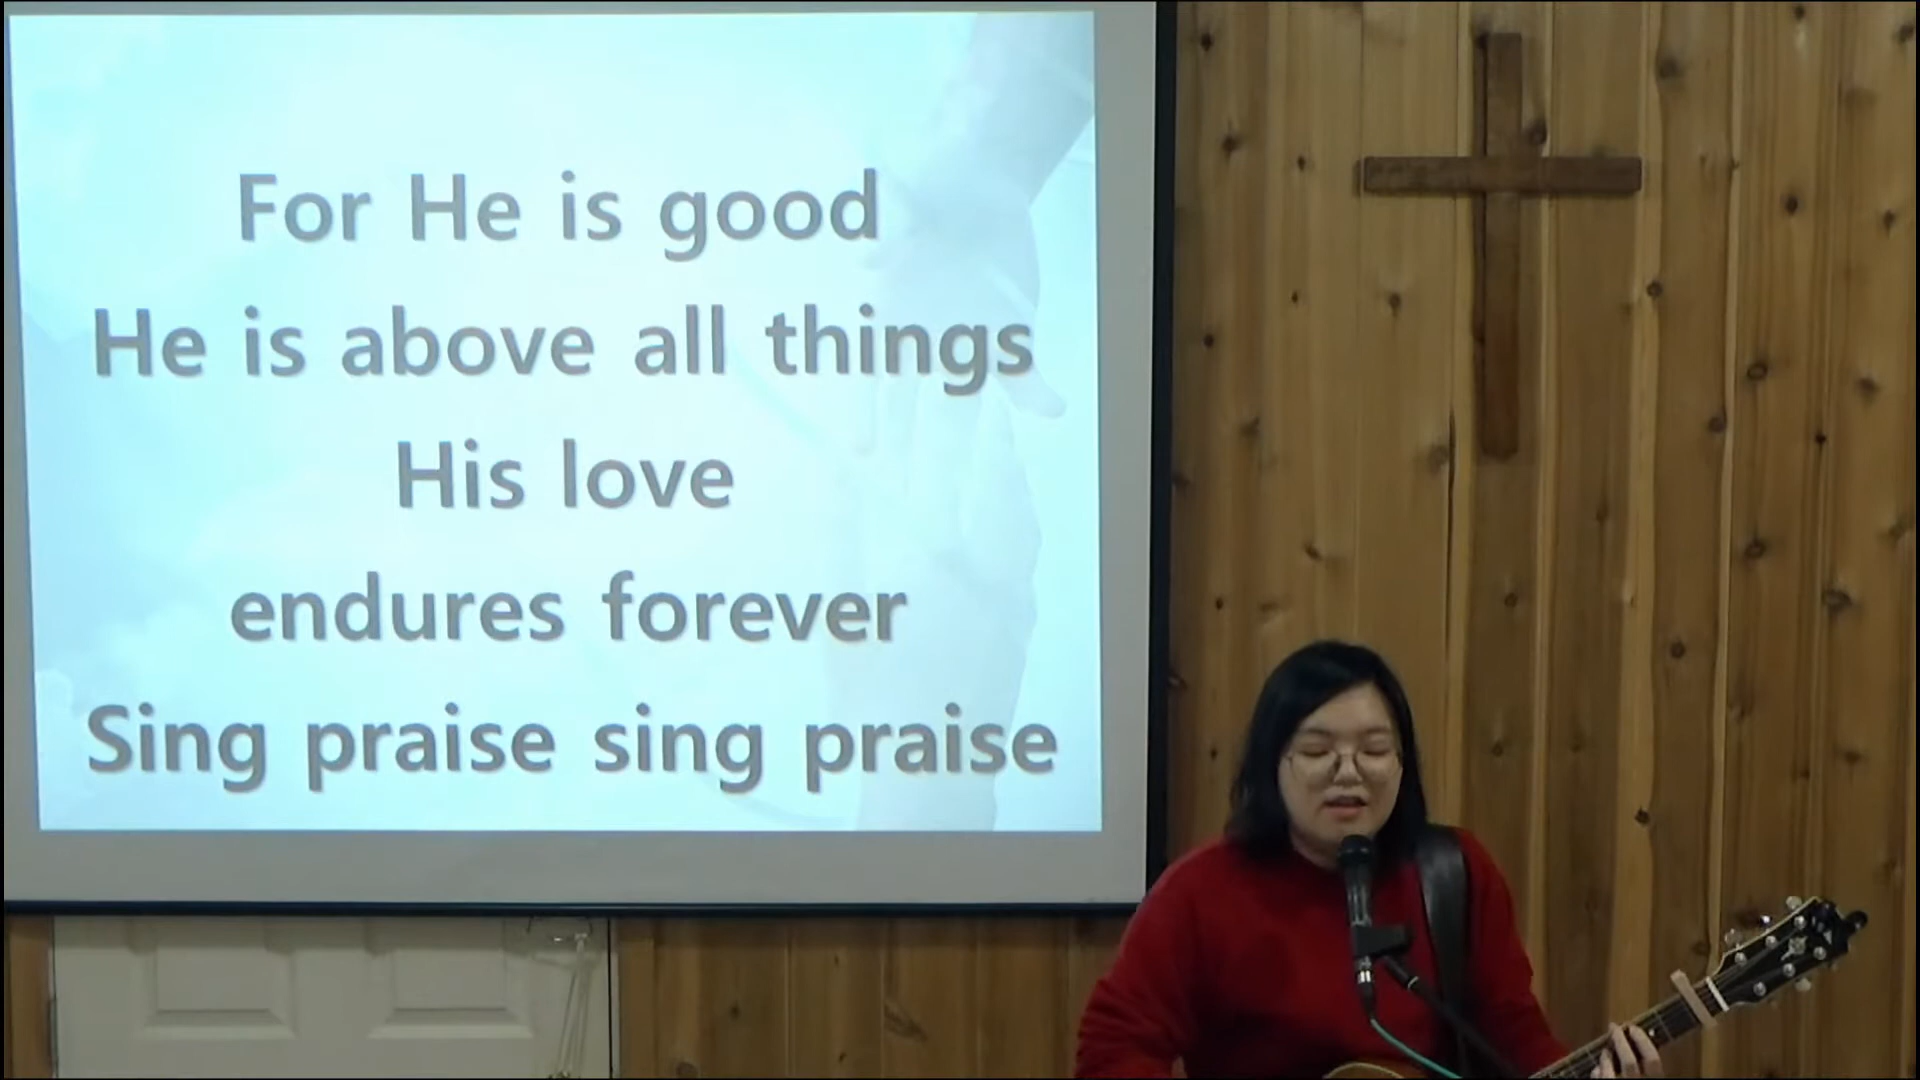 For He is good
He is above all things
His love
endures forever
Sing praise sing praise